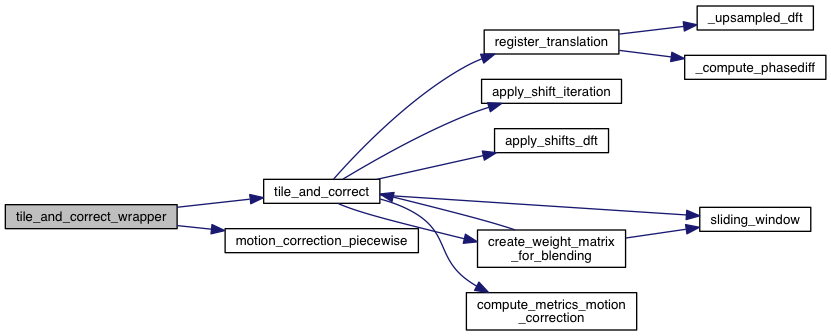 tile_and_correct_wrapper
tile_and_correct
motion_correction_piecewise
register_translation
apply_shift_iteration
apply_shifts_dft
create_weight_matrix
_for_blending
compute_metrics_motion
_correction
_upsampled_dft
_compute_phasediff
sliding_window